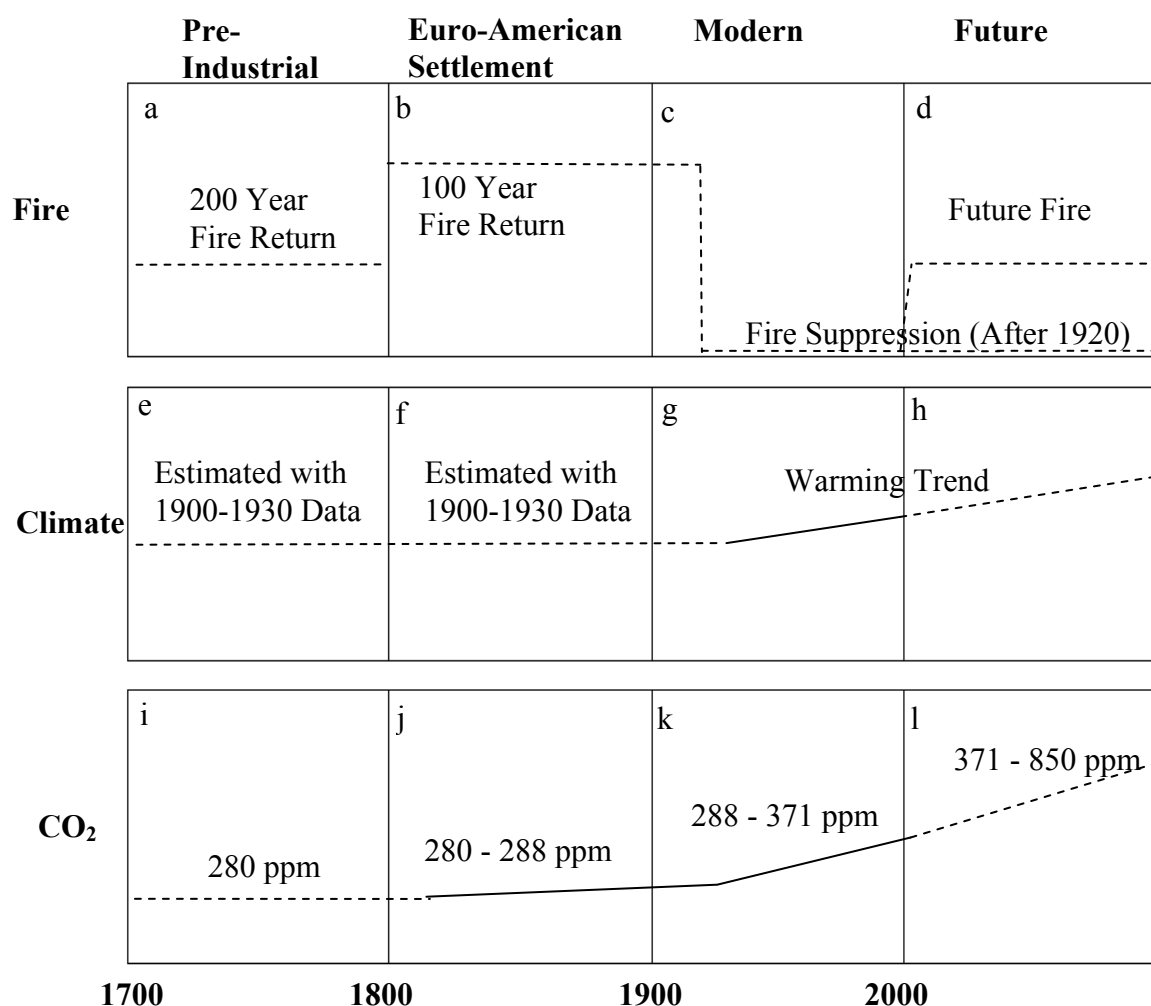 Pre-
Industrial
Euro-American
Settlement
Modern
Future
Fire
a
b
c
d
200 Year
Fire Return
100 Year
Fire Return
Future Fire
Fire Suppression (After 1920)
Climate
e
f
g
h
Estimated with
1900-1930 Data
Estimated with
1900-1930 Data
Warming Trend
CO₂
i
j
k
l
280 ppm
280 - 288 ppm
288 - 371 ppm
371 - 850 ppm
1700
1800
1900
2000